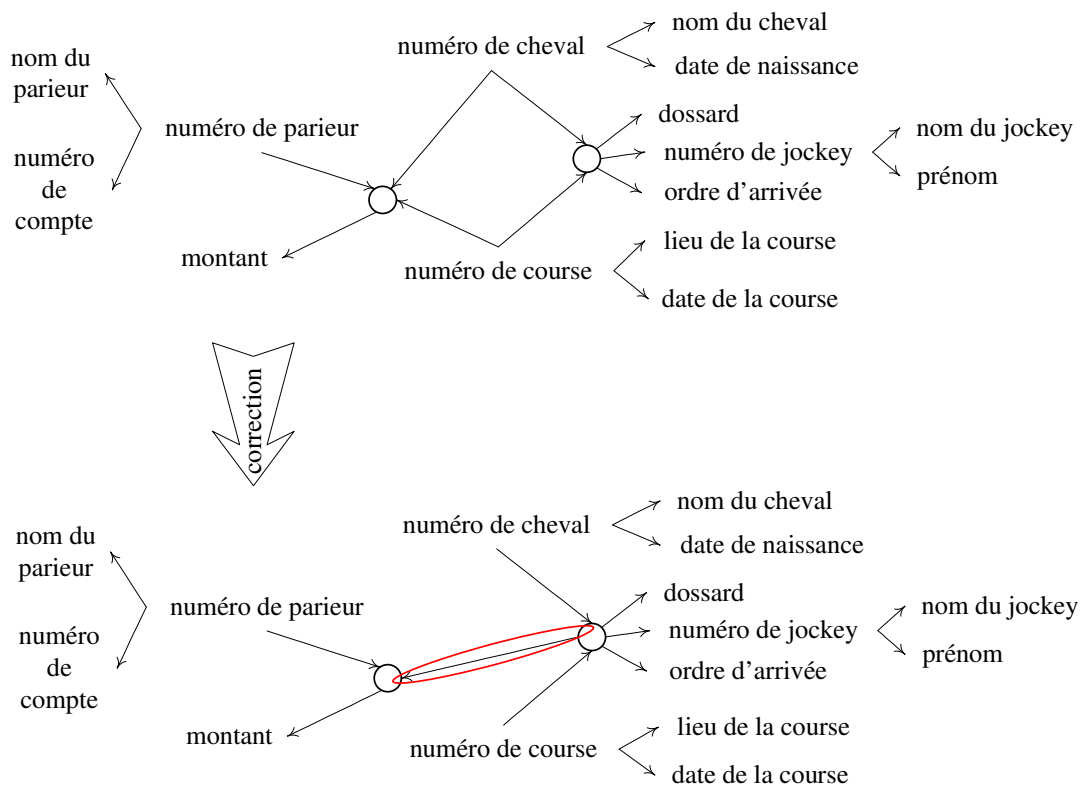 nom du cheval
numéro de cheval
nom du
parieur
date de naissance
dossard
numéro de parieur
numéro de jockey
nom du jockey
prénom
numéro
de
compte
ordre d'arrivée
lieu de la course
montant
numéro de course
date de la course
correction
nom du cheval
numéro de cheval
nom du
parieur
date de naissance
dossard
numéro de parieur
numéro de jockey
nom du jockey
prénom
numéro
de
compte
ordre d'arrivée
lieu de la course
montant
numéro de course
date de la course